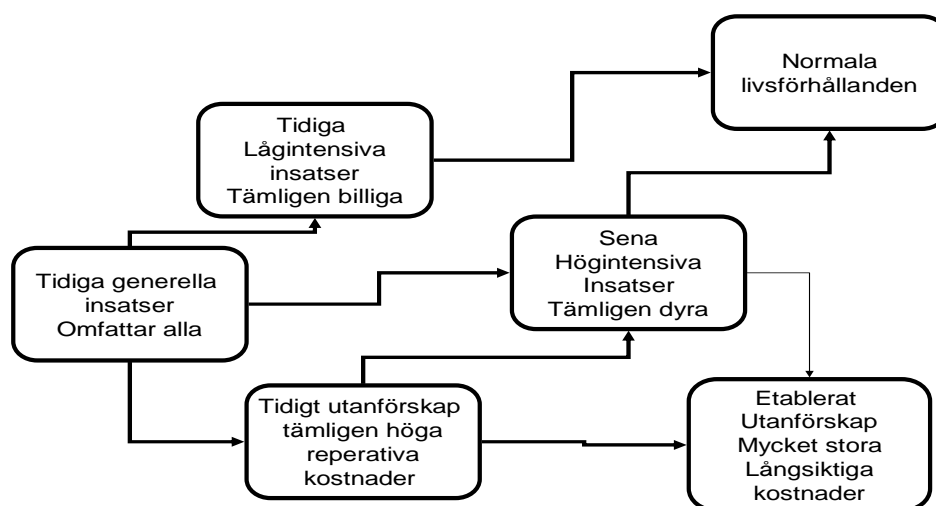 Normala
livsförhållanden
Tidiga
Lågintensiva
insatser
Tämligen billiga
Sena
Högintensiva
Insatser
Tämligen dyra
Tidiga generella
insatser
Omfattar alla
Tidigt utanförskap
tämligen höga
reperativa
kostnader
Etablerat
Utanförskap
Mycket stora
Långsiktiga
kostnader